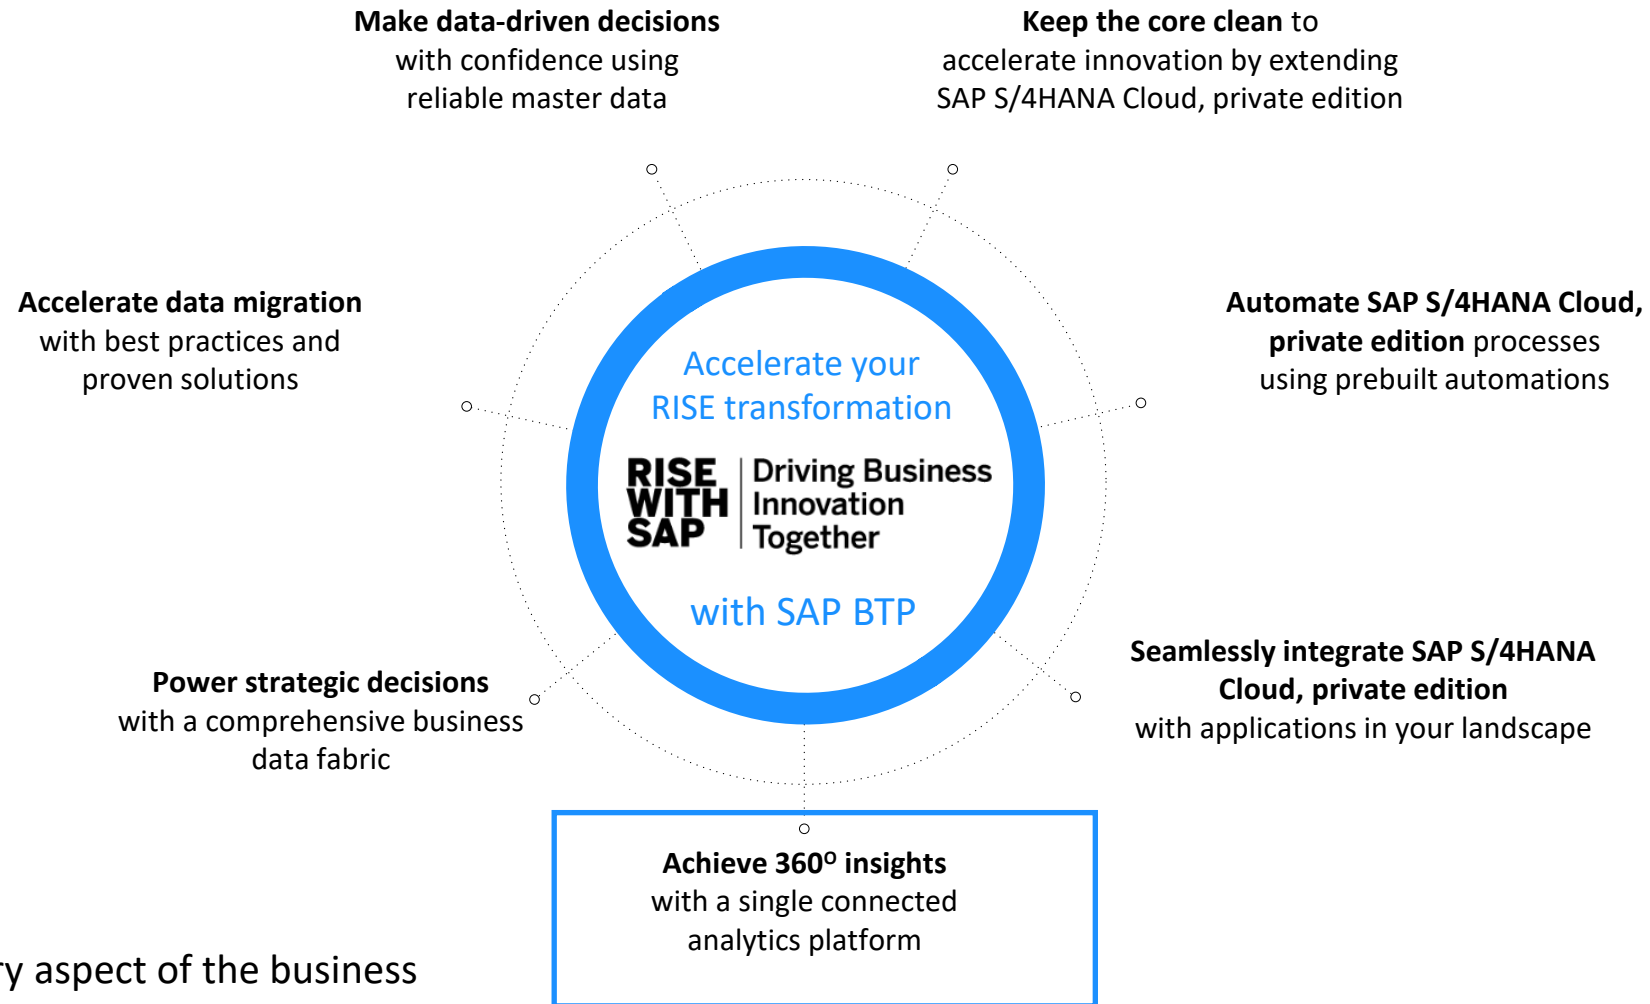 Make data-driven decisions
with confidence using
reliable master data
Keep the core clean to
accelerate innovation by extending
SAP S/4HANA Cloud, private edition
Accelerate data migration
with best practices and
proven solutions
Automate SAP S/4HANA Cloud,
private edition processes
using prebuilt automations
Accelerate your
RISE transformation
RISE
WITH
SAP
Driving Business
Innovation
Together
with SAP BTP
Power strategic decisions
with a comprehensive business
data fabric
Seamlessly integrate SAP S/4HANA
Cloud, private edition
with applications in your landscape
Achieve 360º insights
with a single connected
analytics platform
aspect of the business